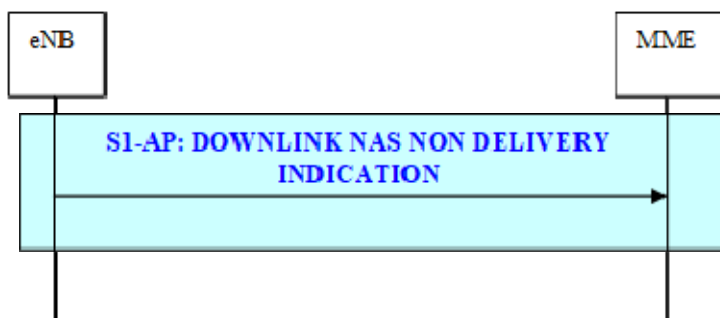 eNB
MME
S1-AP: DOWNLINK NAS NON DELIVERY
INDICATION